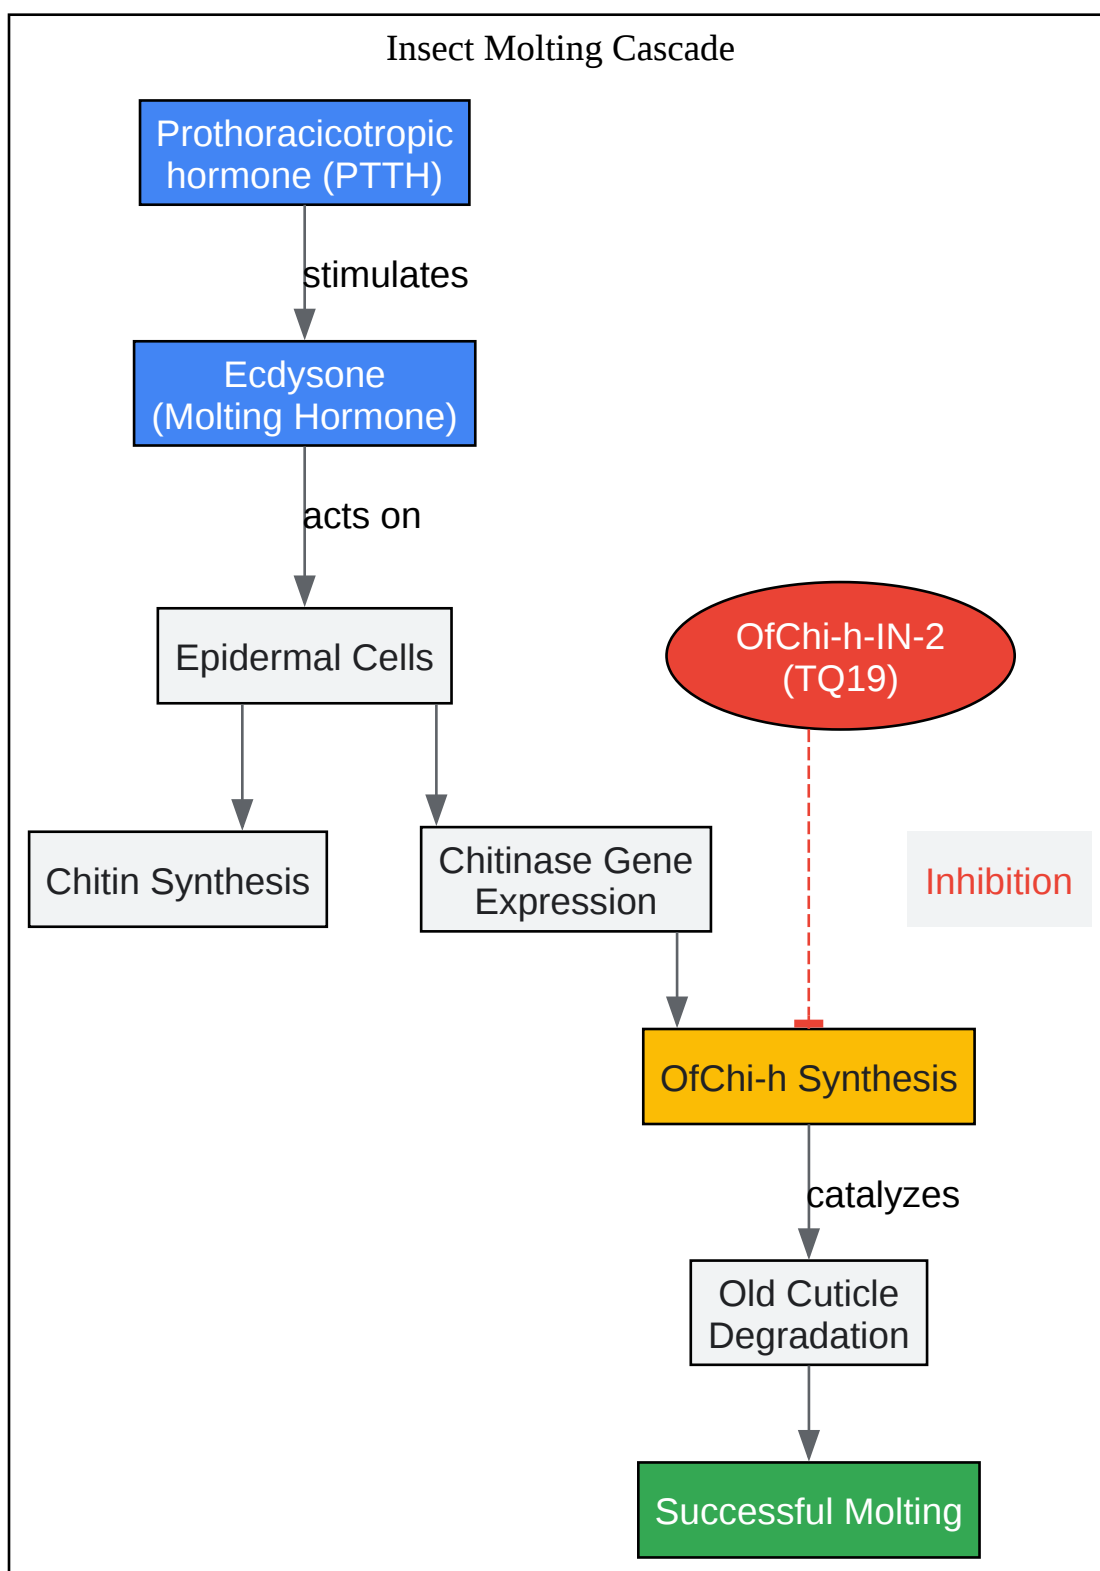 Insect Molting Cascade
Prothoracicotropic
hormone (PTTH)
stimulates
Ecdysone
(Molting Hormone)
acts on
Epidermal Cells
OfChi-h-IN-2
(TQ19)
Chitin Synthesis
Chitinase Gene
Expression
Inhibition
OfChi-h Synthesis
catalyzes
Old Cuticle
Degradation
Successful Molting